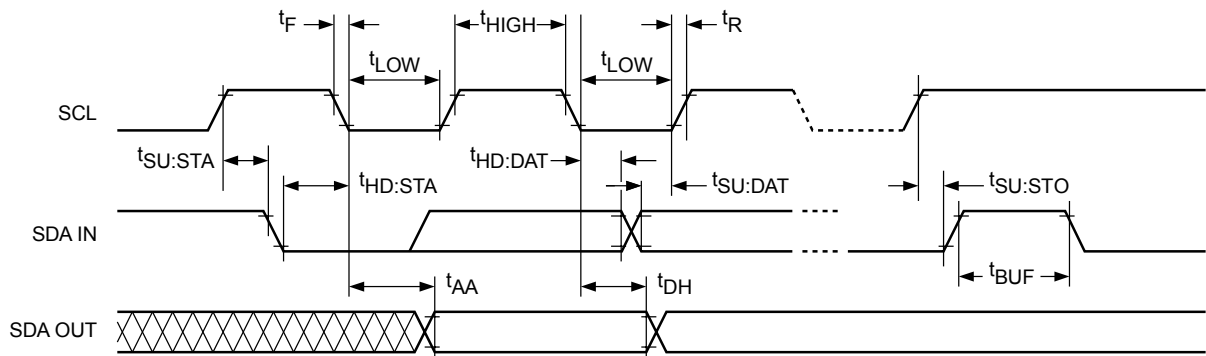 tF
tHIGH
tR
tLOW
tLOW
SCL
tSU:STA
tHD:DAT
tHD:STA
tSU:DAT
tSU:STO
SDA IN
tBUF
tAA
tDH
SDA OUT